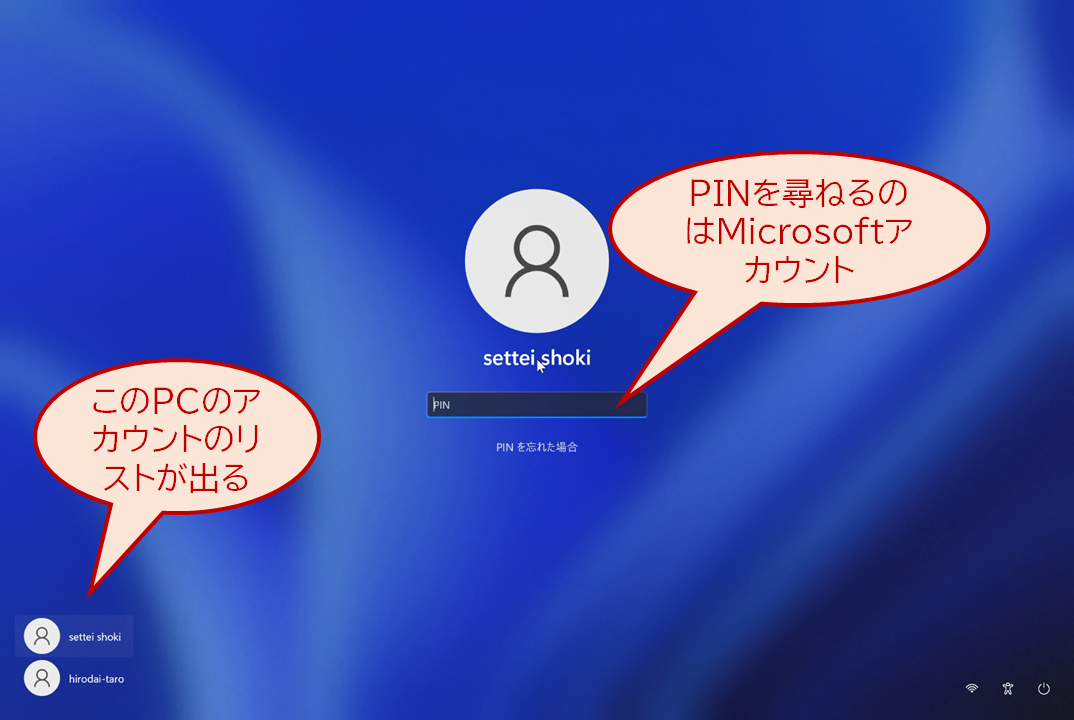 PINを尋ねるの
はMicrosoftア
カウント
settei shoki
PIN
PIN を忘れた場合
このPCのア
カウントのリ
ストが出る
settei shoki
hirodai-taro